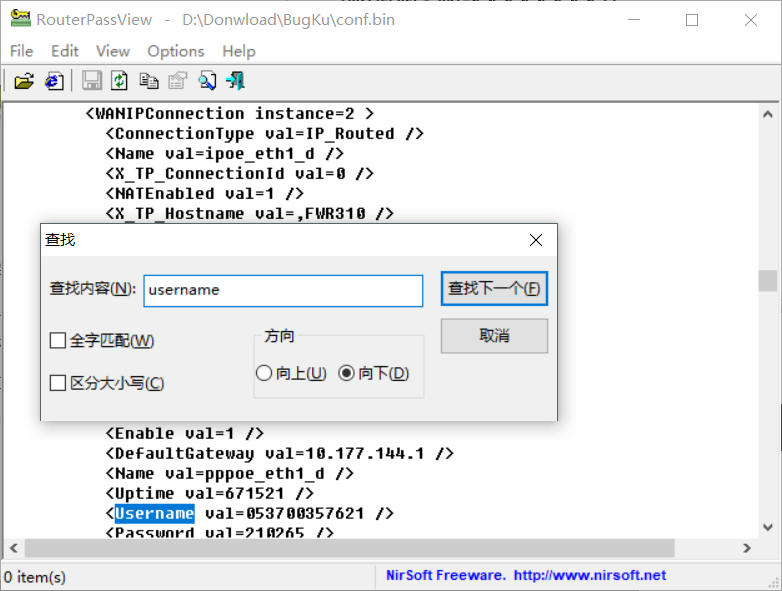 RouterPassView - D:\Donwload\BugKu\conf.bin
File Edit View Options Help
<WANIPConnection instance=2 >
<ConnectionType val=IP_Routed />
<Name val=ipoe_eth1_d />
<X_TP_ConnectionId val=0 />
<NATEnabled val=1 />
<X_TP_Hostname val=,FWR310 />
查找
查找内容(N): username 查找下一个(F)
取消
全字匹配(W)
区分大小写(C)
方向
向上(U) 向下(D)
<Enable val=1 />
<DefaultGateway val=10.177.144.1 />
<Name val=pppoe_eth1_d />
<Uptime val=671521 />
<Username val=053700357621 />
<Password val=210265 />
0 item(s)
NirSoft Freeware. http://www.nirsoft.net